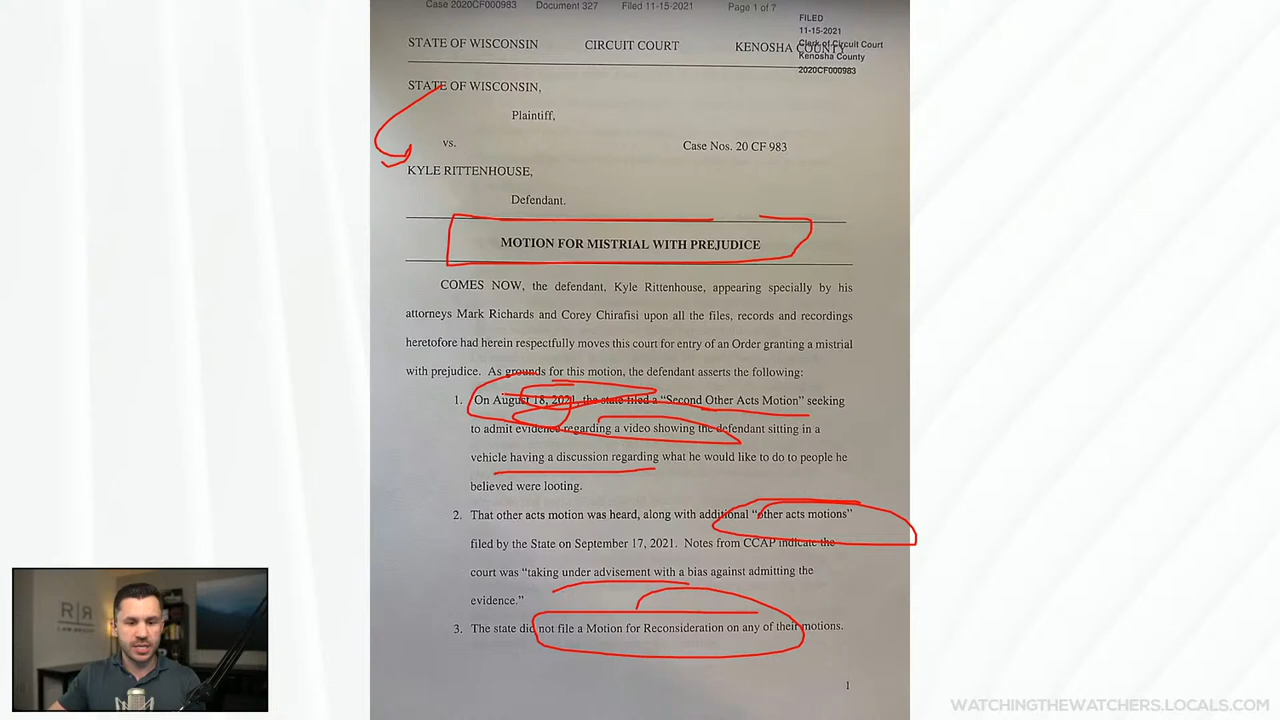 Case 2020CF000983 Document 327 Filed 11-15-2021 Page 1 of 7
FILED
11-15-2021
Clerk of Circuit Court
Kenosha County
2020CF000983
STATE OF WISCONSIN CIRCUIT COURT KENOSHA COUNTY
STATE OF WISCONSIN,
Plaintiff,
vs. Case Nos. 20 CF 983
KYLE RITTENHOUSE,
Defendant.
MOTION FOR MISTRIAL WITH PREJUDICE
COMES NOW, the defendant, Kyle Rittenhouse, appearing specially by his
attorneys Mark Richards and Corey Chirafisi upon all the files, records and recordings
heretofore had herein respectfully moves this court for entry of an Order granting a mistrial
with prejudice. As grounds for this motion, the defendant asserts the following:
1. On August 18, 2021, the state filed a “Second Other Acts Motion” seeking
to admit evidence regarding a video showing the defendant sitting in a
vehicle having a discussion regarding what he would like to do to people he
believed were looting.
2. That other acts motion was heard, along with additional “other acts motions”
filed by the State on September 17, 2021. Notes from CCAP indicate the
court was “taking under advisement with a bias against admitting the
evidence.”
3. The state did not file a Motion for Reconsideration on any of their motions.
1
R|R
LAW GROUP
WATCHINGTHEWATCHERS.LOCALS.COM